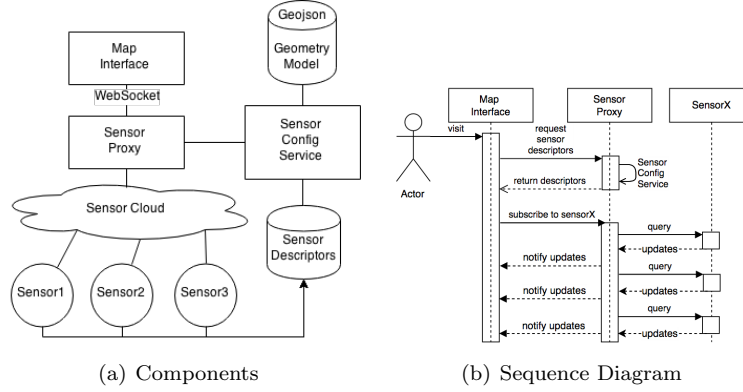 Geojson
Geometry
Model
Map
Interface
WebSocket
Sensor
Proxy
Sensor
Config
Service
Sensor Cloud
Sensor
Descriptors
Sensor1
Sensor2
Sensor3
(a) Components
Map
Interface
Sensor
Proxy
SensorX
visit
request
sensor
descriptors
Sensor
Config
Service
Actor
return descriptors
subscribe to sensorX
query
updates
notify updates
query
updates
notify updates
query
updates
notify updates
(b) Sequence Diagram